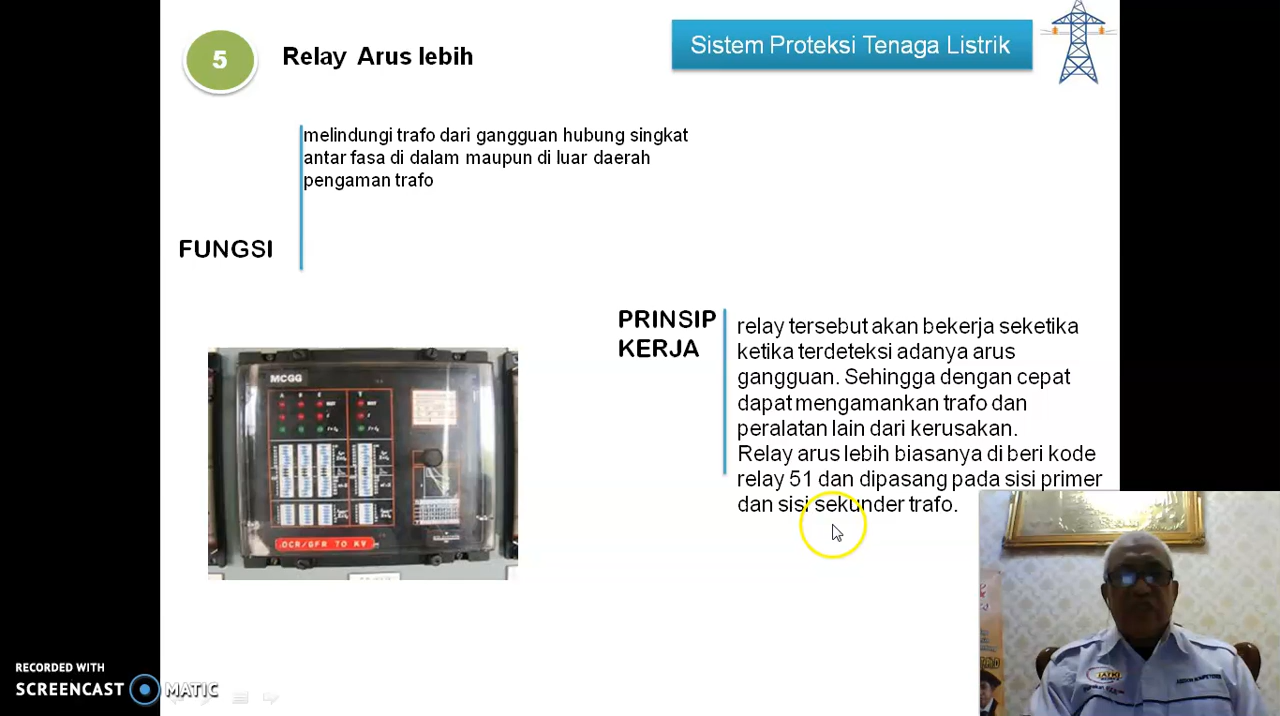 5
Relay Arus lebih
Sistem Proteksi Tenaga Listrik
melindungi trafo dari gangguan hubung singkat
antar fasa di dalam maupun di luar daerah
pengaman trafo
FUNGSI
PRINSIP
KERJA
relay tersebut akan bekerja seketika
ketika terdeteksi adanya arus
gangguan. Sehingga dengan cepat
dapat mengamankan trafo dan
peralatan lain dari kerusakan.
Relay arus lebih biasanya di beri kode
relay 51 dan dipasang pada sisi primer
dan sisi sekunder trafo.
MCGG
OCR/GFR 70 KV
RECORDED WITH
SCREENCAST MATIC